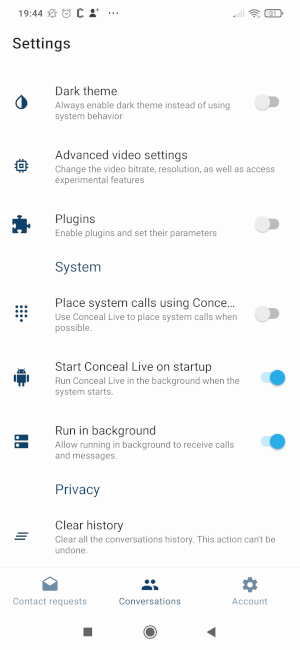 19:44 ··· 31
Settings
Dark theme
Always enable dark theme instead of using
system behavior
Advanced video settings
Change the video bitrate, resolution, as well as access
experimental features
Plugins
Enable plugins and set their parameters
System
Place system calls using Conce...
Use Conceal Live to place system calls when
possible.
Start Conceal Live on startup
Run Conceal Live in the background when the
system starts.
Run in background
Allow running in background to receive calls
and messages.
Privacy
Clear history
Clear all the conversations history. This action can't be
undone.
Contact requests Conversations Account